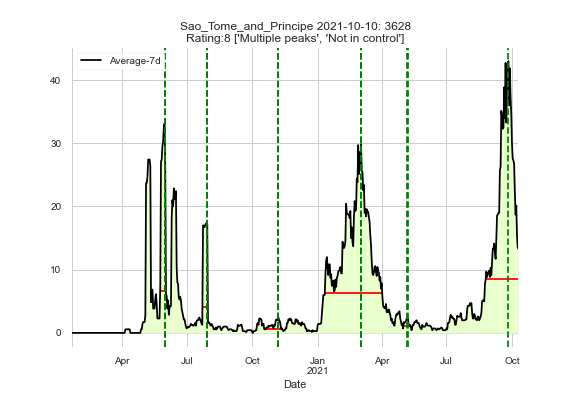 Sao_Tome_and_Principe 2021-10-10: 3628
Rating:8 ['Multiple peaks', 'Not in control']
Average-7d
40
30
20
10
0
Apr Jul Oct Jan Apr Jul Oct
2021
Date